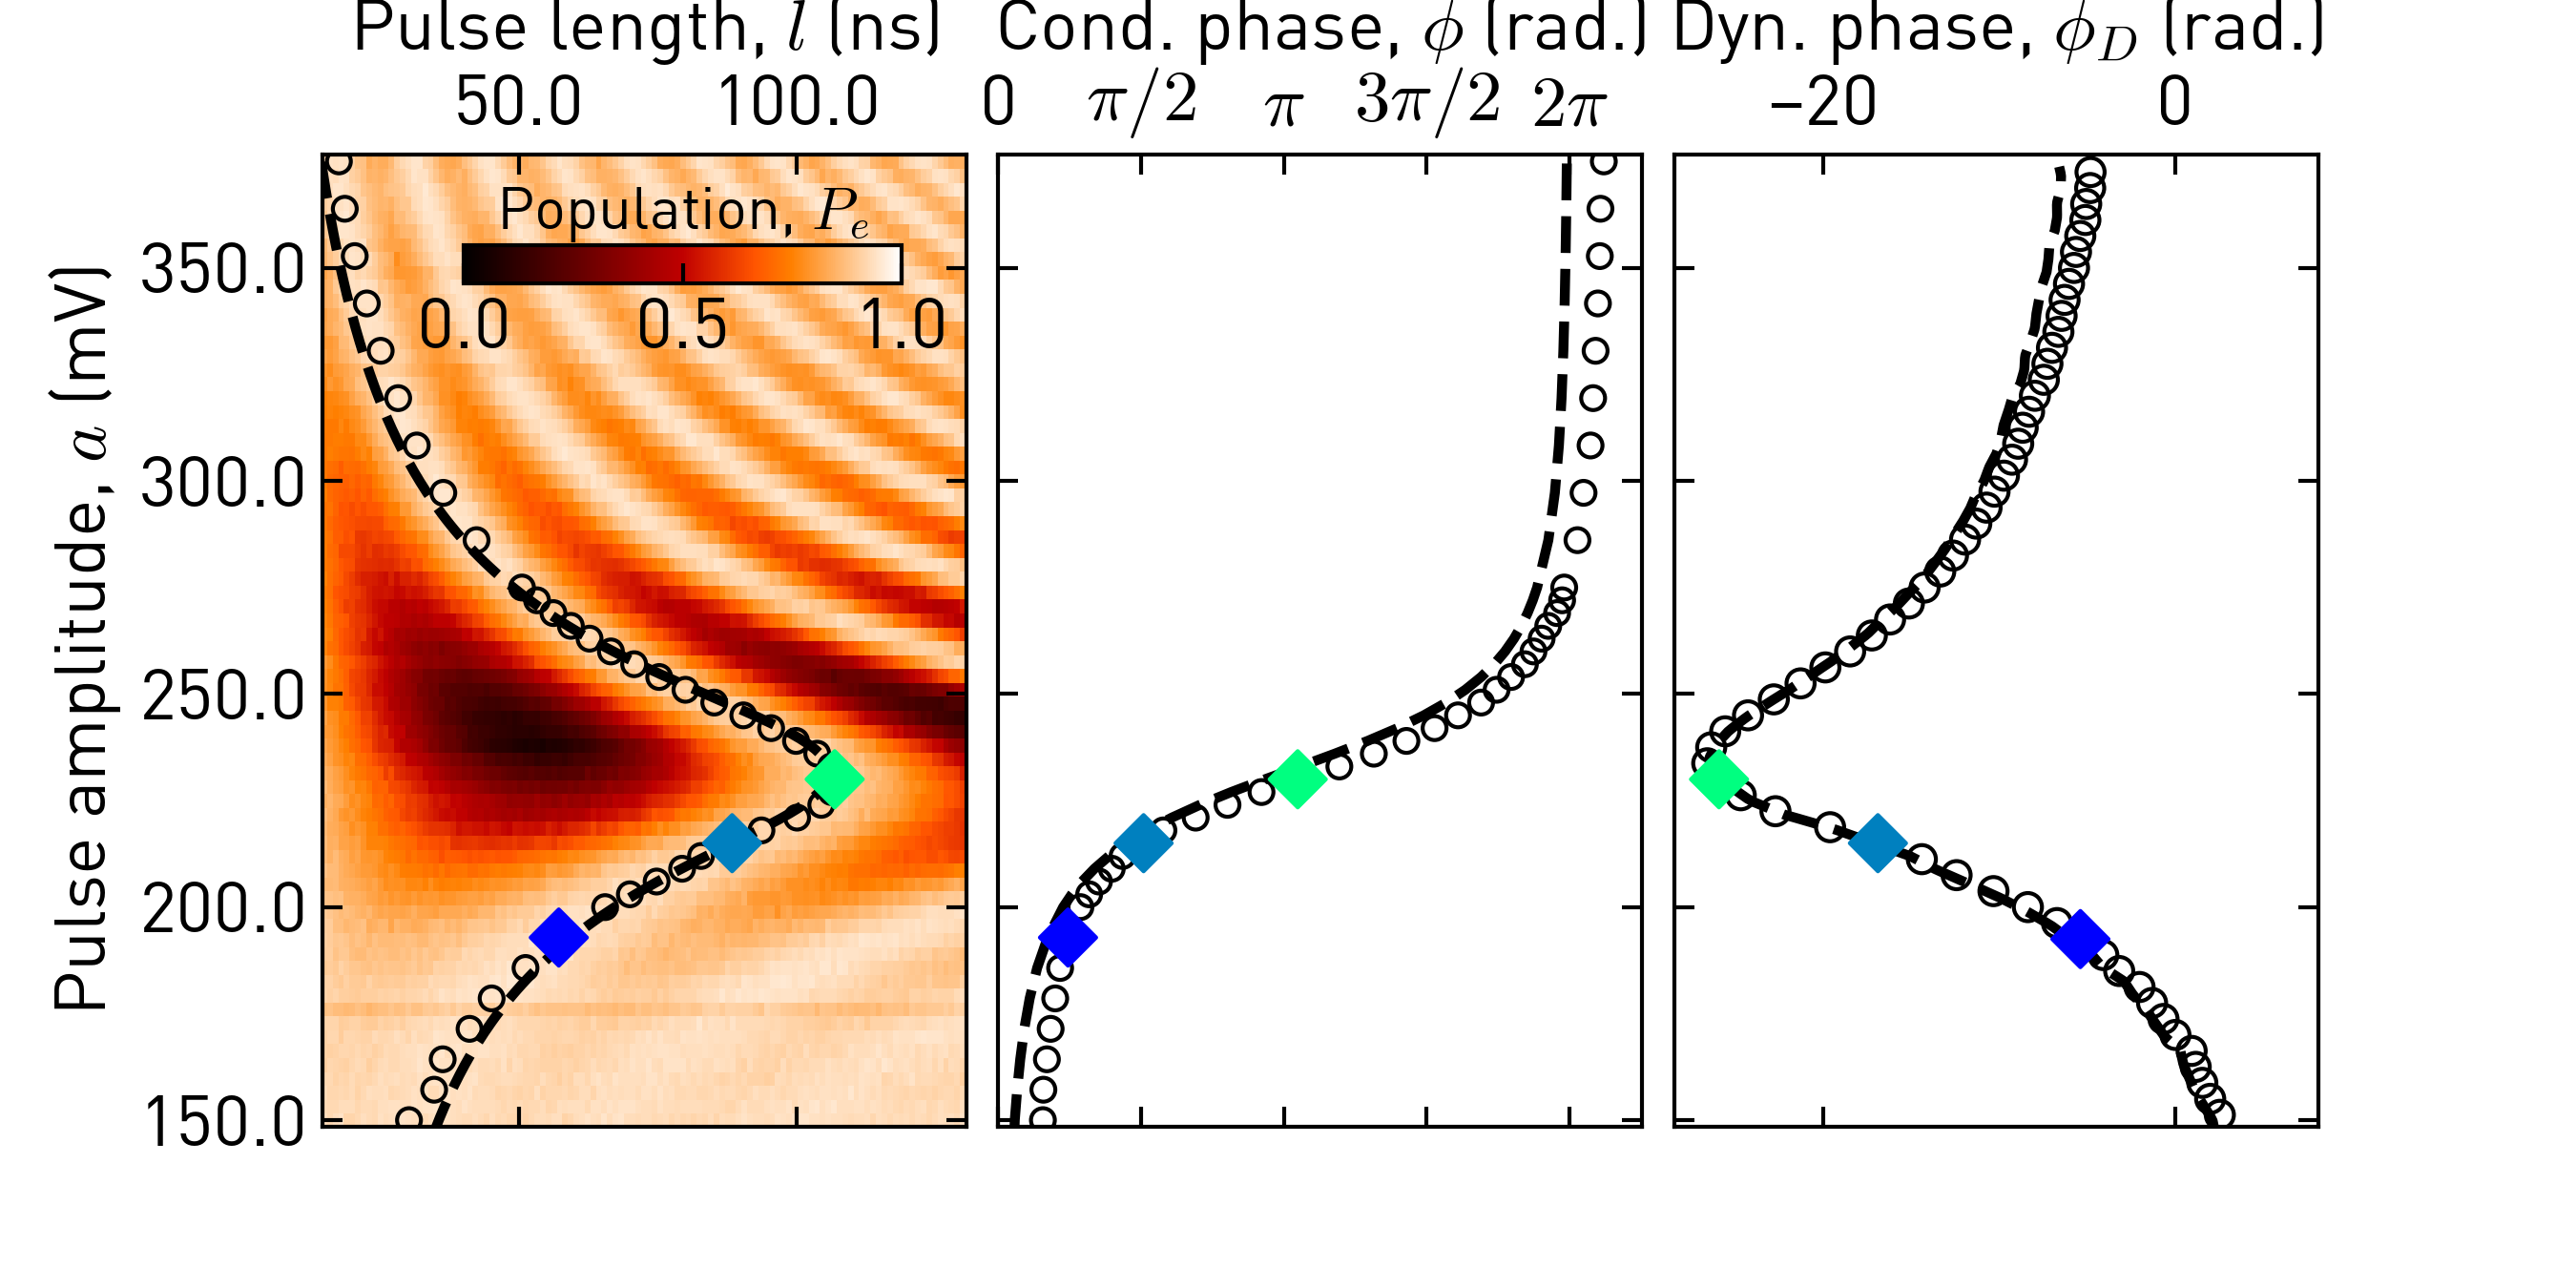 Pulse length, l (ns)
Cond. phase, ϕ (rad.)
Dyn. phase, ϕ_D (rad.)
50.0 100.0
0 π/2 π 3π/2 2π
−20 0
Pulse amplitude, a (mV)
350.0
300.0
250.0
200.0
150.0
Population, P_e
0.0 0.5 1.0